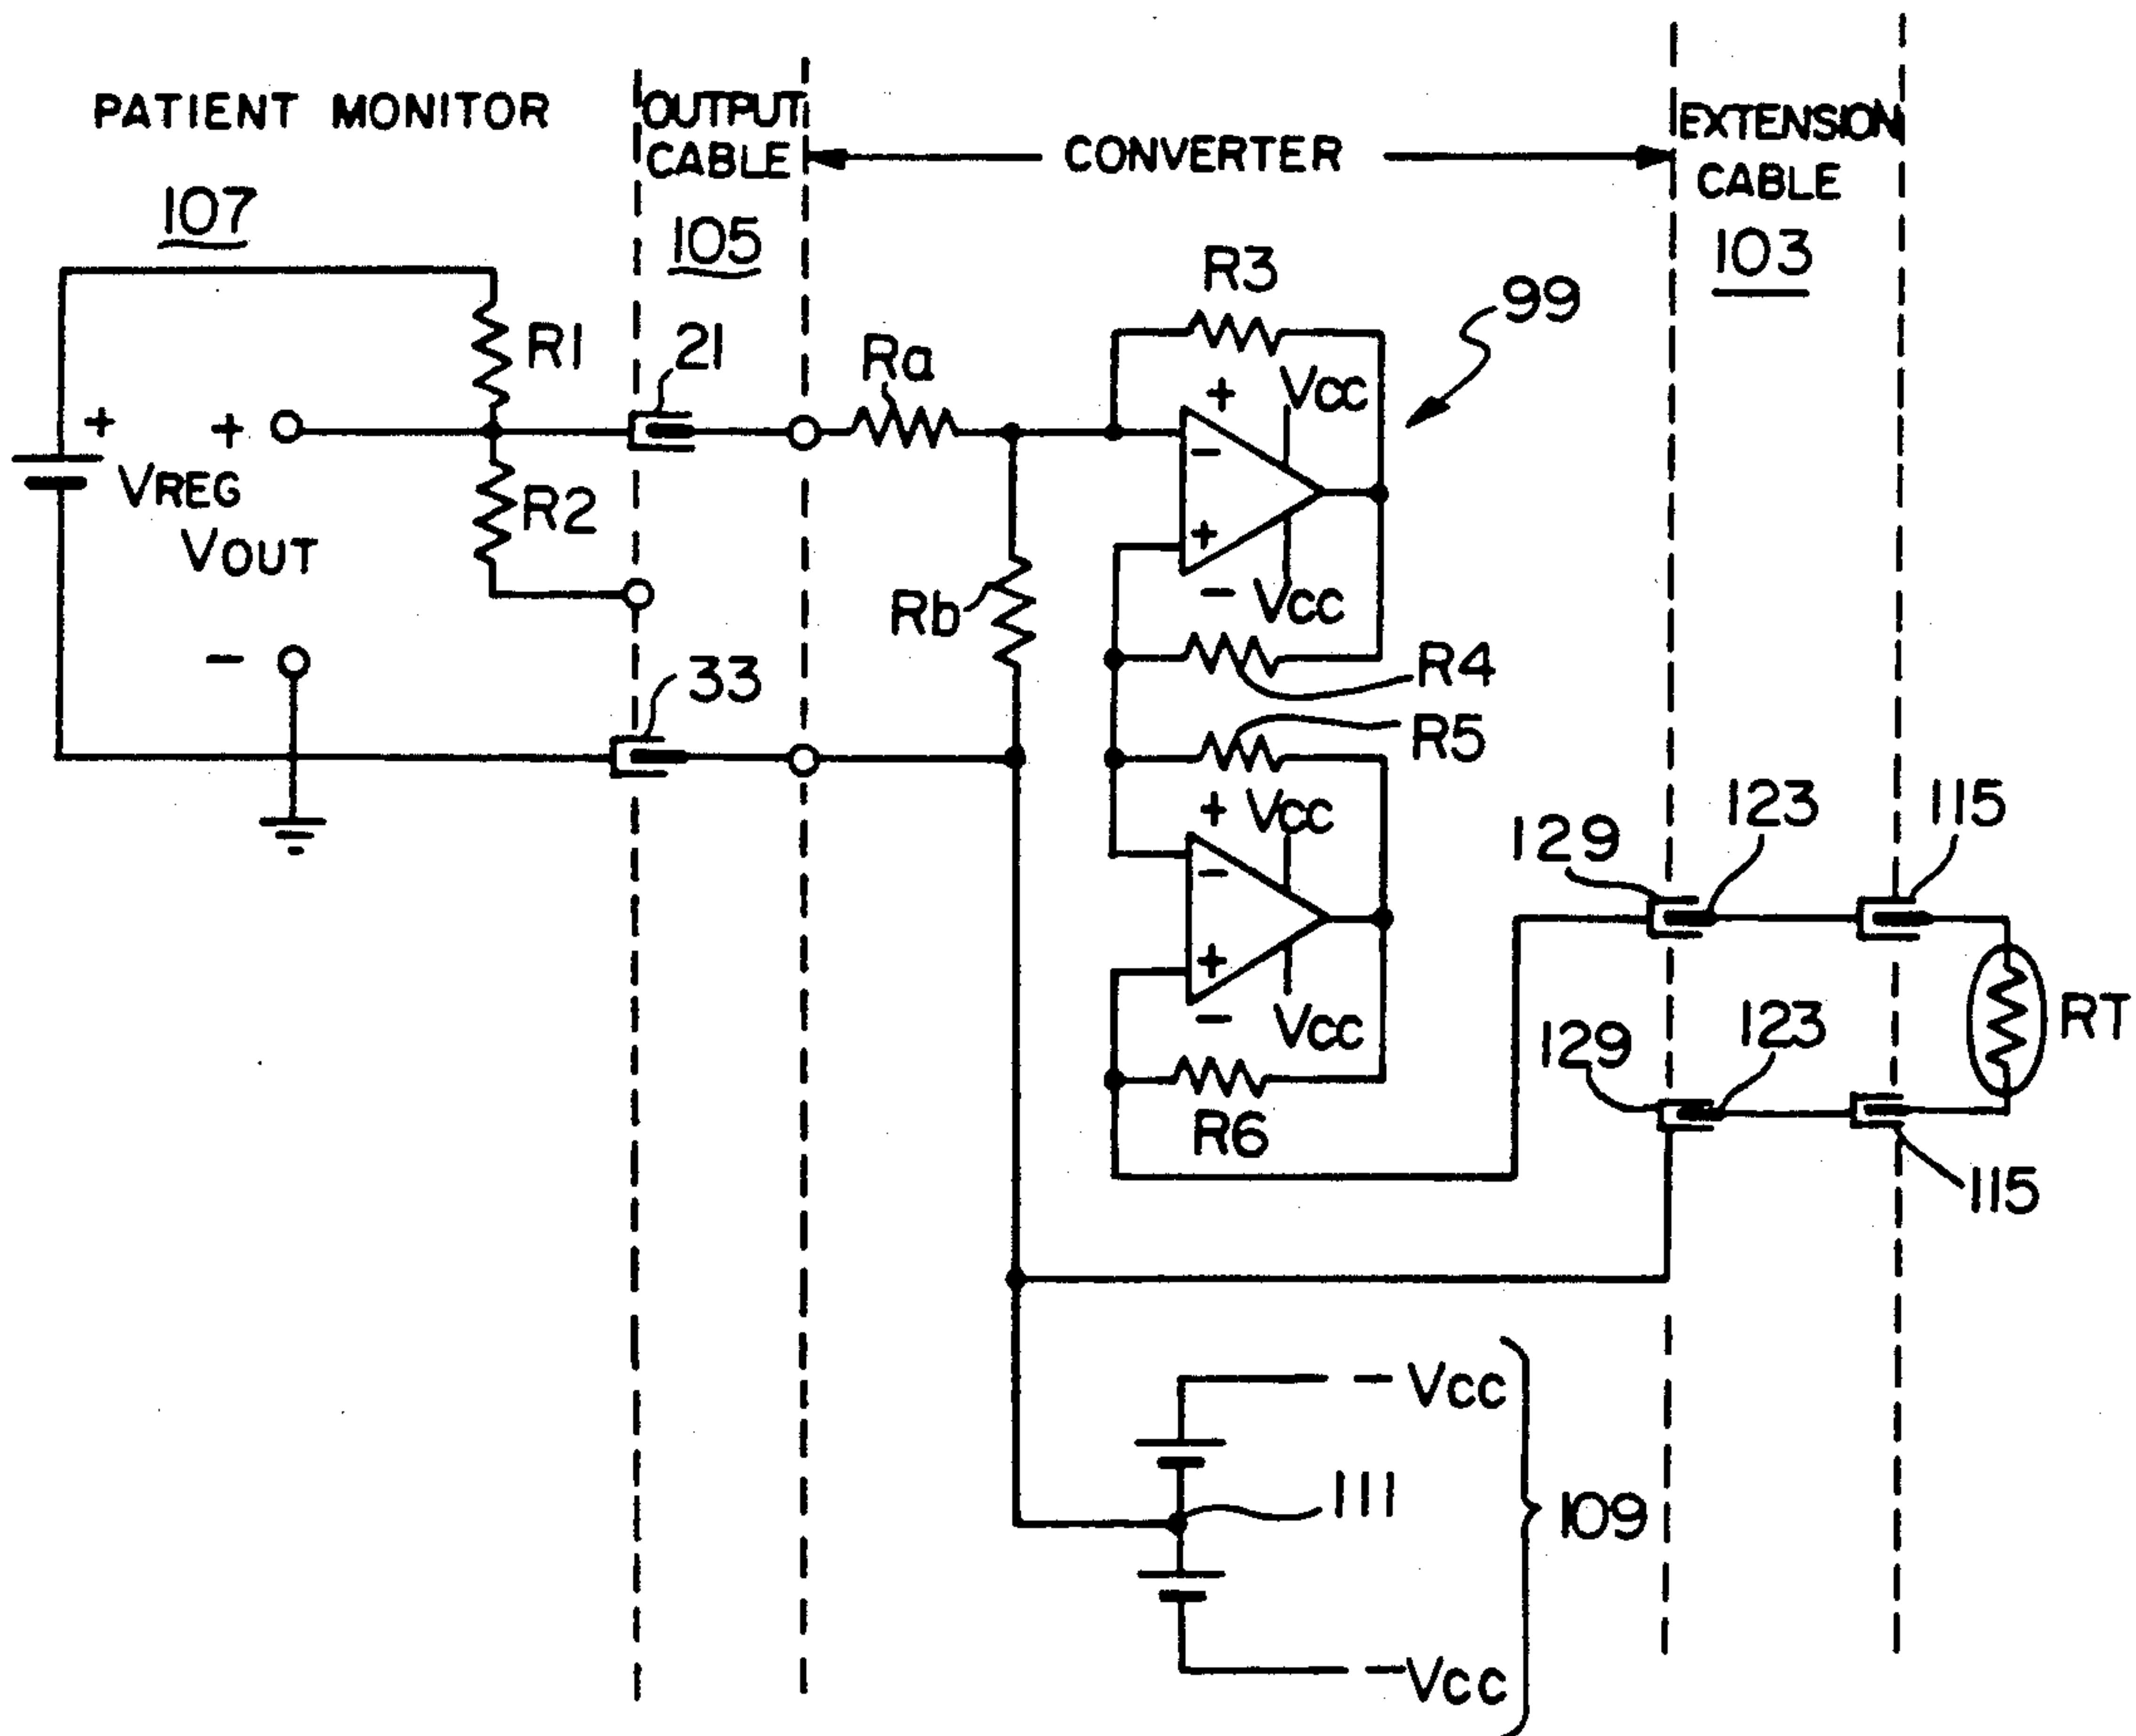 PATIENT MONITOR
OUTPUT
CABLE
CONVERTER
EXTENSION
CABLE
107
105
103
R1
21
Ra
R3
99
+ VCC
+
+
VREG
VOUT
R2
−
+
− VCC
Rb
−
33
R4
R5
+ VCC
−
+
− VCC
129
123
115
129
123
RT
R6
115
− VCC
111
109
− VCC